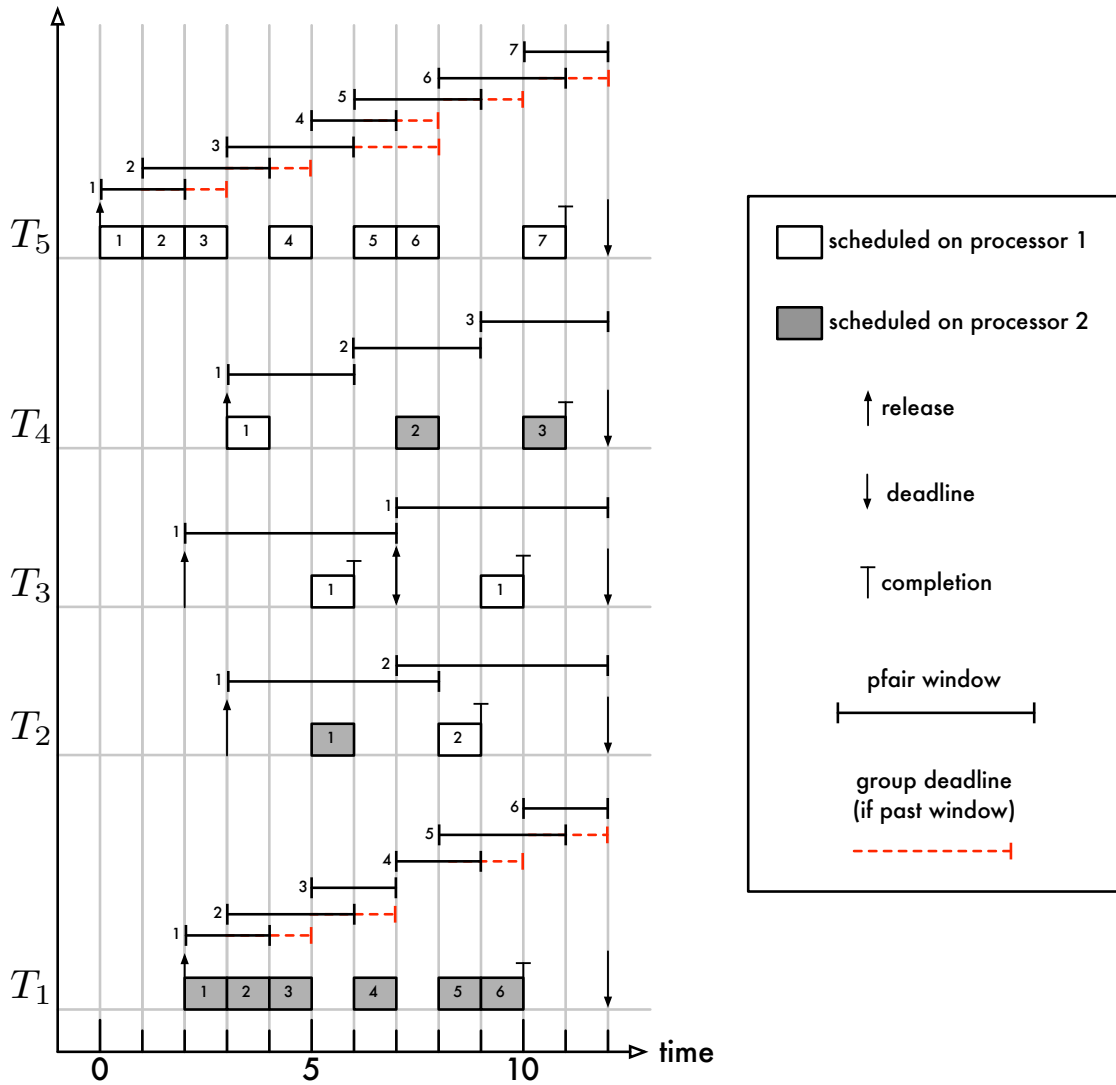 7
6
5
4
3
2
1
T5
1 2 3 4 5 6 7
3
2
1
T4
1 2 3
1
1
T3
1 1
2
1
T2
1 2
6
5
4
3
2
1
T1
1 2 3 4 5 6
0 5 10 time
scheduled on processor 1
scheduled on processor 2
release
deadline
completion
pfair window
group deadline
(if past window)